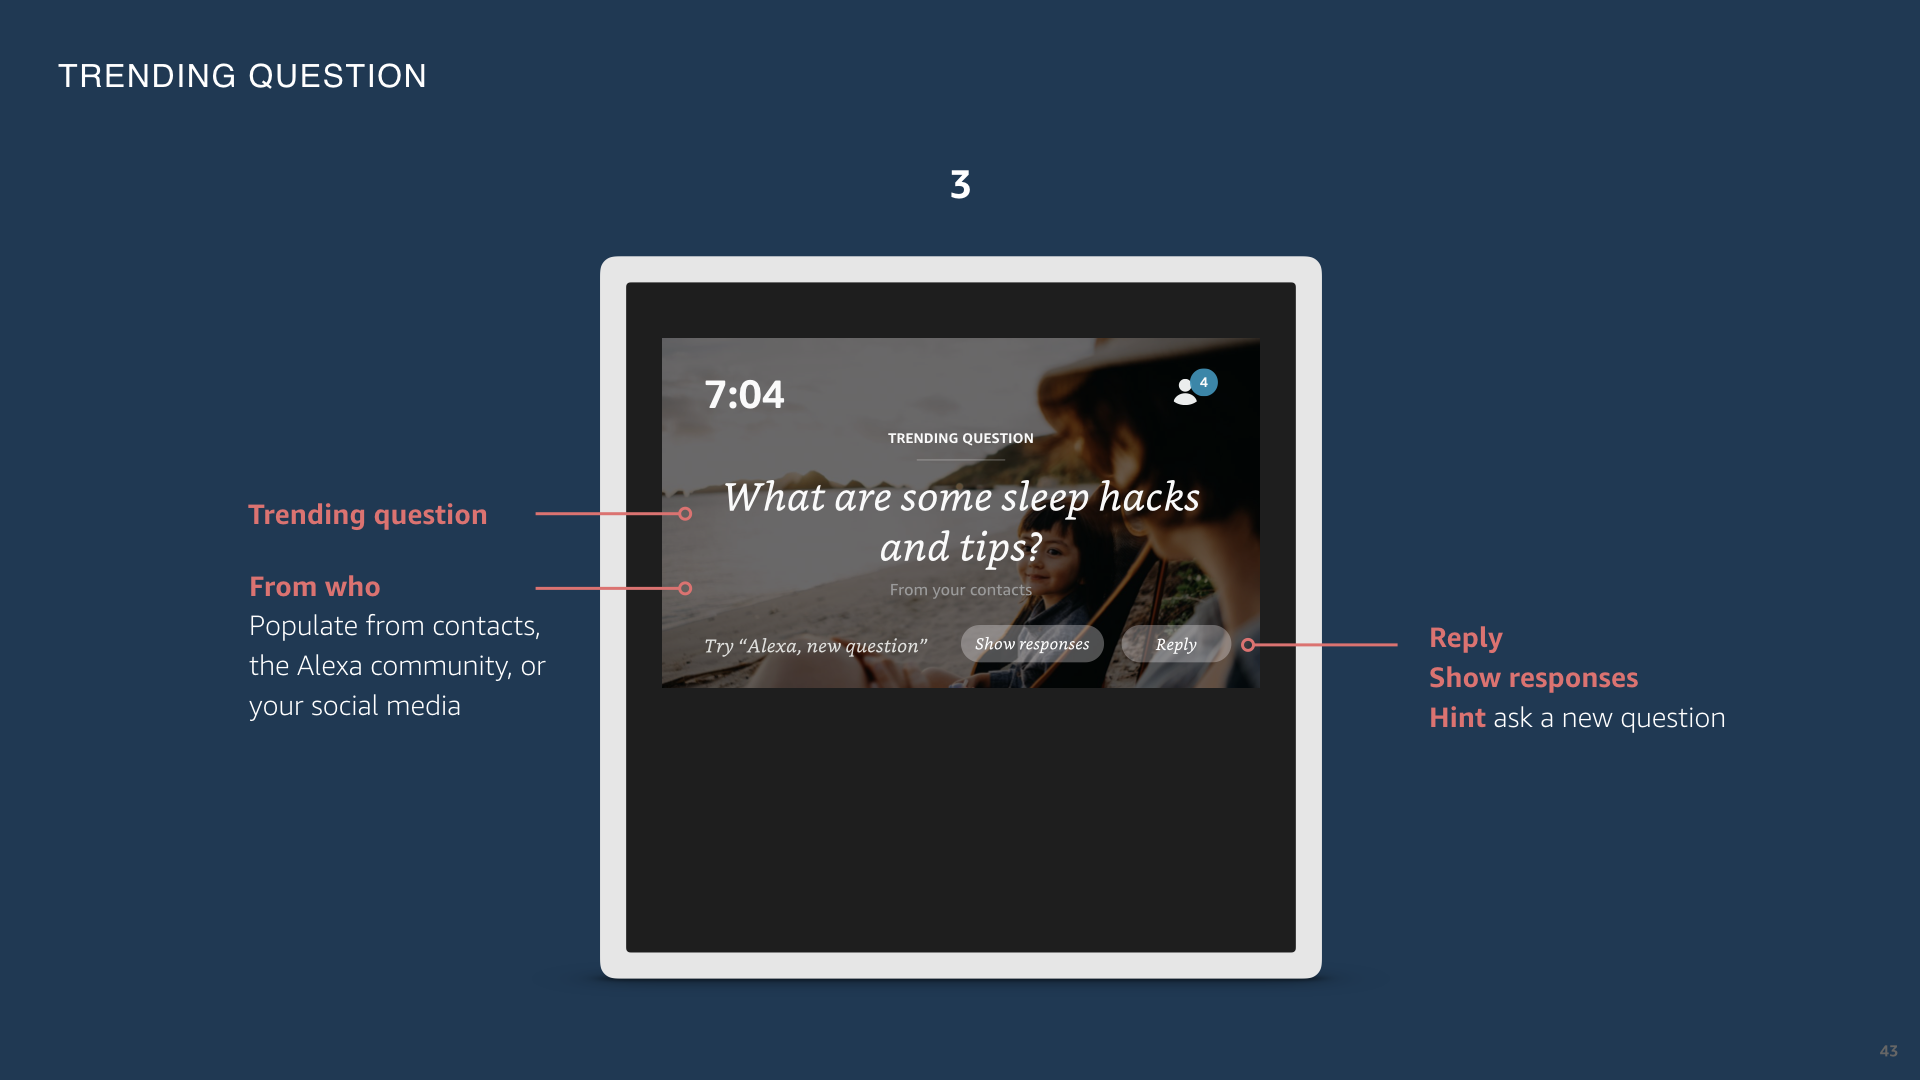 TRENDING QUESTION
3
7:04
4
TRENDING QUESTION
What are some sleep hacks
and tips?
From your contacts
Try “Alexa, new question”
Show responses
Reply
Trending question
From who
Populate from contacts,
the Alexa community, or
your social media
Reply
Show responses
Hint ask a new question
43